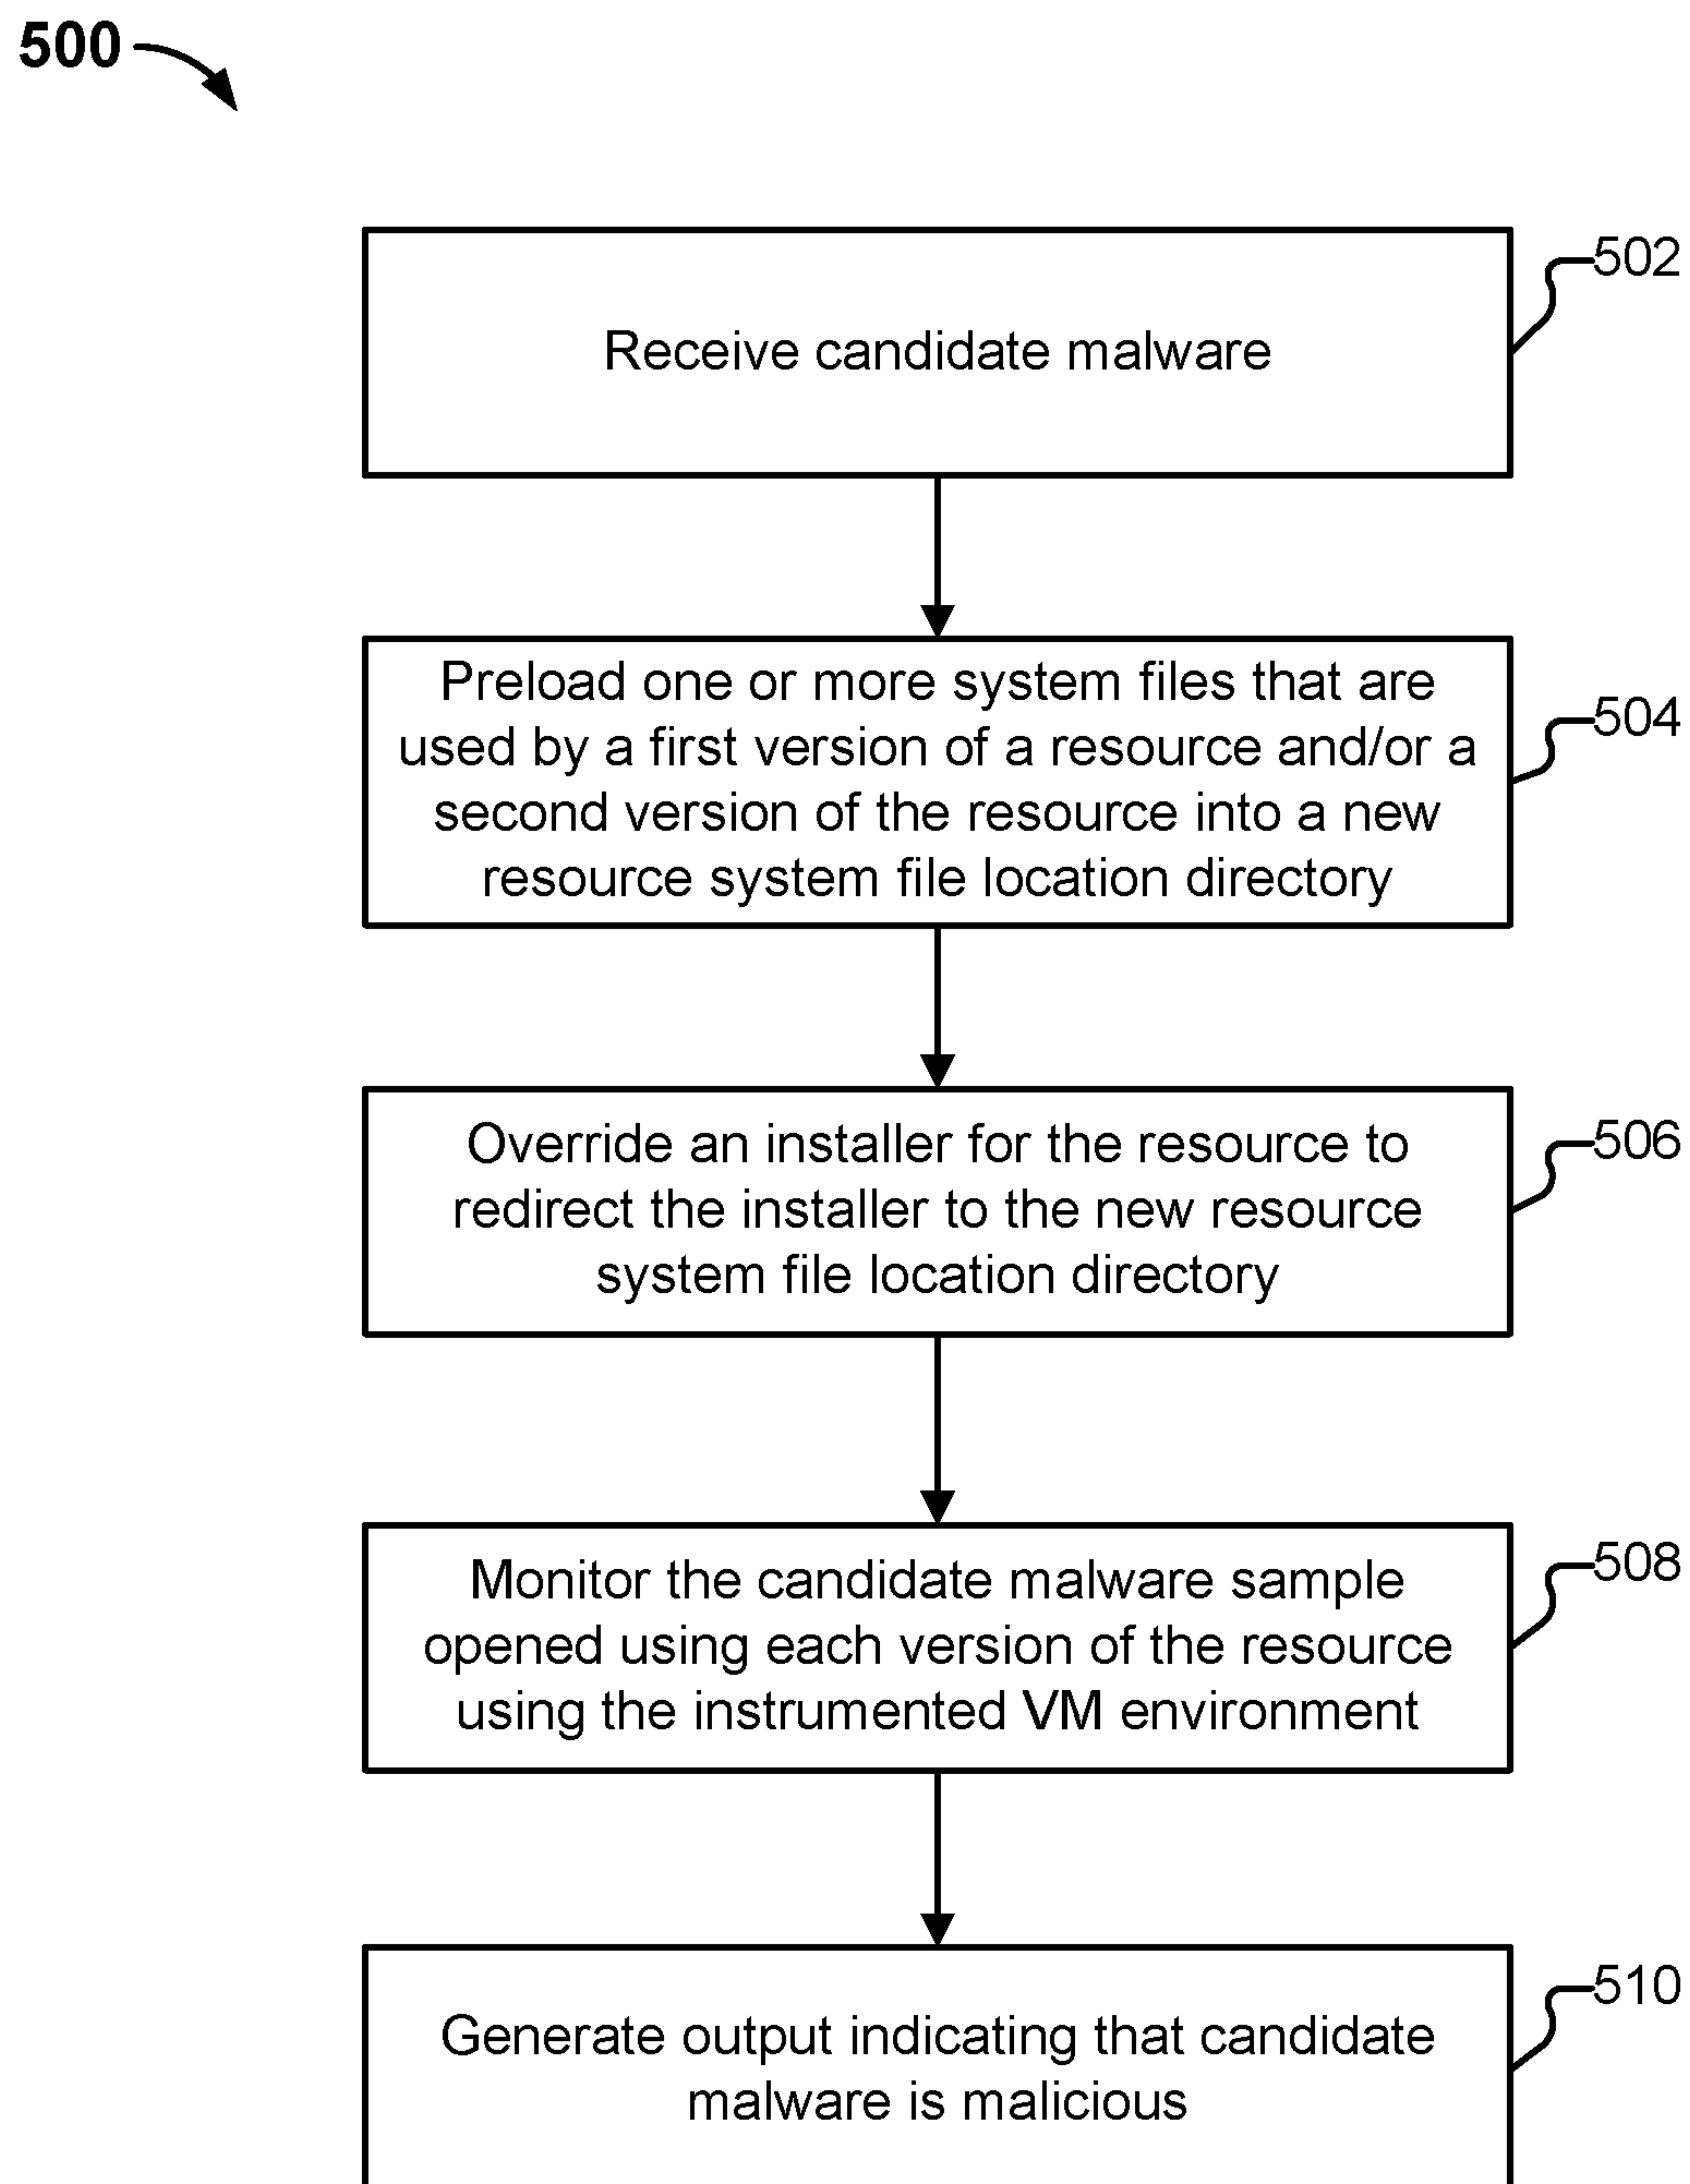 500
502
Receive candidate malware
Preload one or more system files that are
used by a first version of a resource and/or a
second version of the resource into a new
resource system file location directory
504
Override an installer for the resource to
redirect the installer to the new resource
system file location directory
506
Monitor the candidate malware sample
opened using each version of the resource
using the instrumented VM environment
508
Generate output indicating that candidate
malware is malicious
510